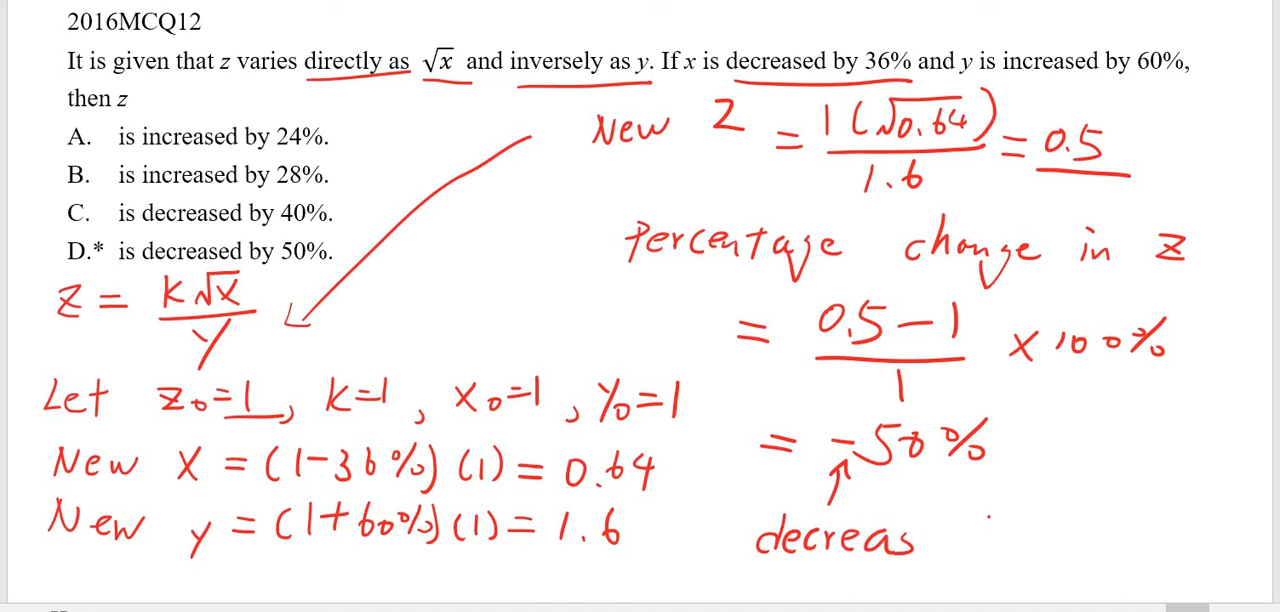 2016MCQ12
It is given that z varies directly as √x and inversely as y. If x is decreased by 36% and y is increased by 60%,
then z
A. is increased by 24%.
B. is increased by 28%.
C. is decreased by 40%.
D.* is decreased by 50%.
New Z = 1(√0.64) / 1.6 = 0.5
Percentage change in z
= (0.5 − 1) / 1 × 100%
= −50%
decreas
z = k√x / y
Let z₀=1, k=1, x₀=1, y₀=1
New x = (1−36%)(1) = 0.64
New y = (1+60%)(1) = 1.6